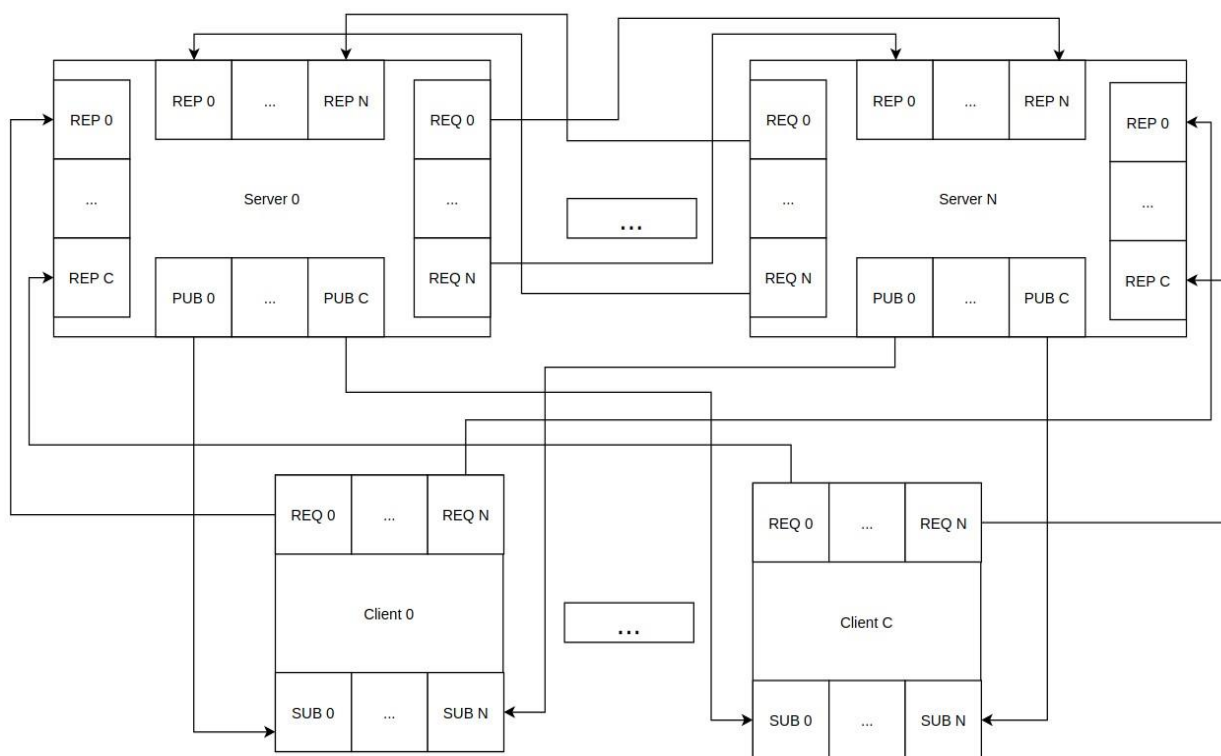 REP 0 ... REP N
REP 0 ... REP N
REP 0
REQ 0
REQ 0
REP 0
...
Server 0
...
...
Server N
...
...
REP C
REQ N
REQ N
REP C
PUB 0 ... PUB C
PUB 0 ... PUB C
REQ 0 ... REQ N
REQ 0 ... REQ N
Client 0
...
Client C
SUB 0 ... SUB N
SUB 0 ... SUB N